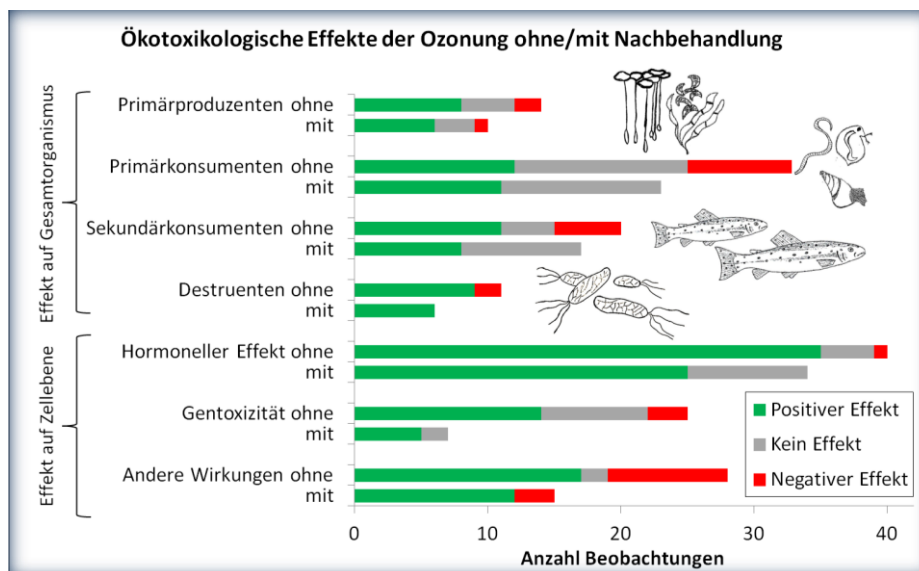 Ökotoxikologische Effekte der Ozonung ohne/mit Nachbehandlung
Effekt auf Gesamtorganismus
Primärproduzenten ohne
mit
Primärkonsumenten ohne
mit
Sekundärkonsumenten ohne
mit
Destruenten ohne
mit
Effekt auf Zellebene
Hormoneller Effekt ohne
mit
Gentoxizität ohne
mit
Andere Wirkungen ohne
mit
Positiver Effekt
Kein Effekt
Negativer Effekt
0 10 20 30 40
Anzahl Beobachtungen